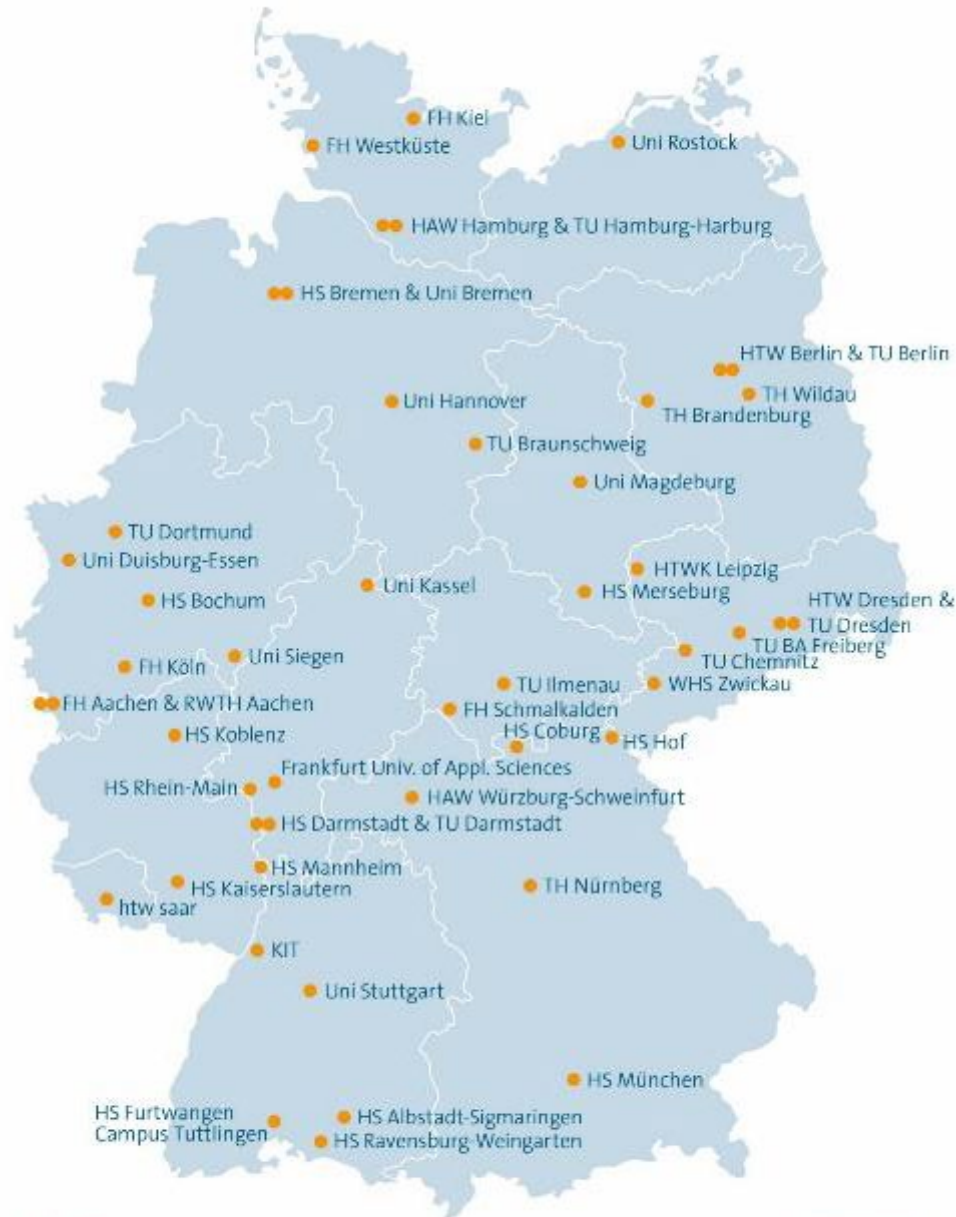 FH Kiel
FH Westküste
Uni Rostock
HAW Hamburg & TU Hamburg-Harburg
HS Bremen & Uni Bremen
HTW Berlin & TU Berlin
TH Wildau
Uni Hannover
TH Brandenburg
TU Braunschweig
Uni Magdeburg
TU Dortmund
Uni Duisburg-Essen
HTWK Leipzig
Uni Kassel
HS Merseburg
HS Bochum
HTW Dresden &
TU Dresden
TU BA Freiberg
Uni Siegen
TU Chemnitz
FH Köln
TU Ilmenau
WHS Zwickau
FH Aachen & RWTH Aachen
FH Schmalkalden
HS Coburg
HS Koblenz
HS Hof
Frankfurt Univ. of Appl. Sciences
HS Rhein-Main
HAW Würzburg-Schweinfurt
HS Darmstadt & TU Darmstadt
HS Mannheim
HS Kaiserslautern
TH Nürnberg
htw saar
KIT
Uni Stuttgart
HS München
HS Furtwangen
Campus Tuttlingen
HS Albstadt-Sigmaringen
HS Ravensburg-Weingarten